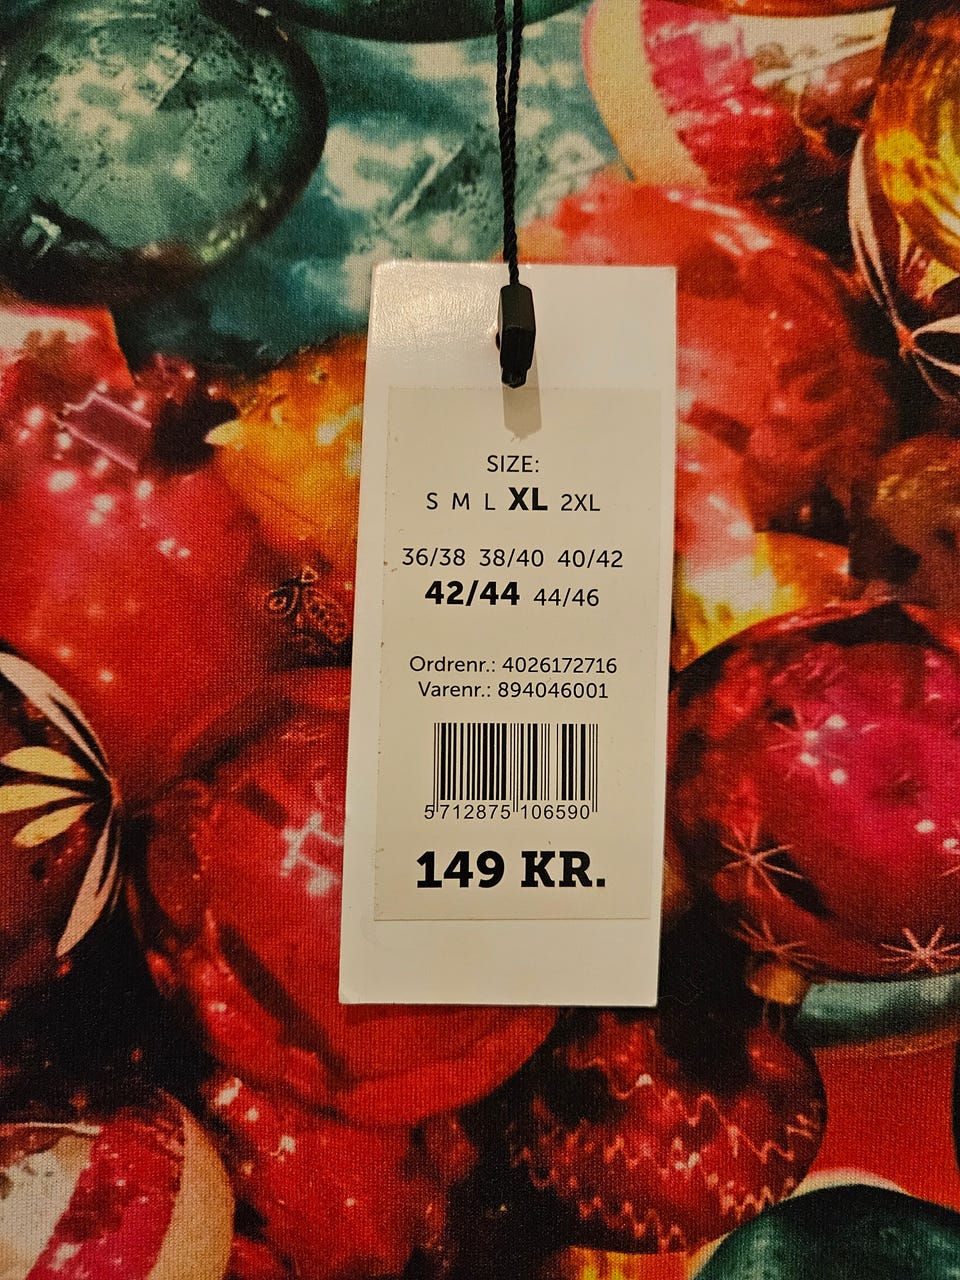 SIZE:
S M L XL 2XL
36/38 38/40 40/42
42/44 44/46
Ordrenr.: 4026172716
Varenr.: 894046001
5 712875 106590
149 KR.